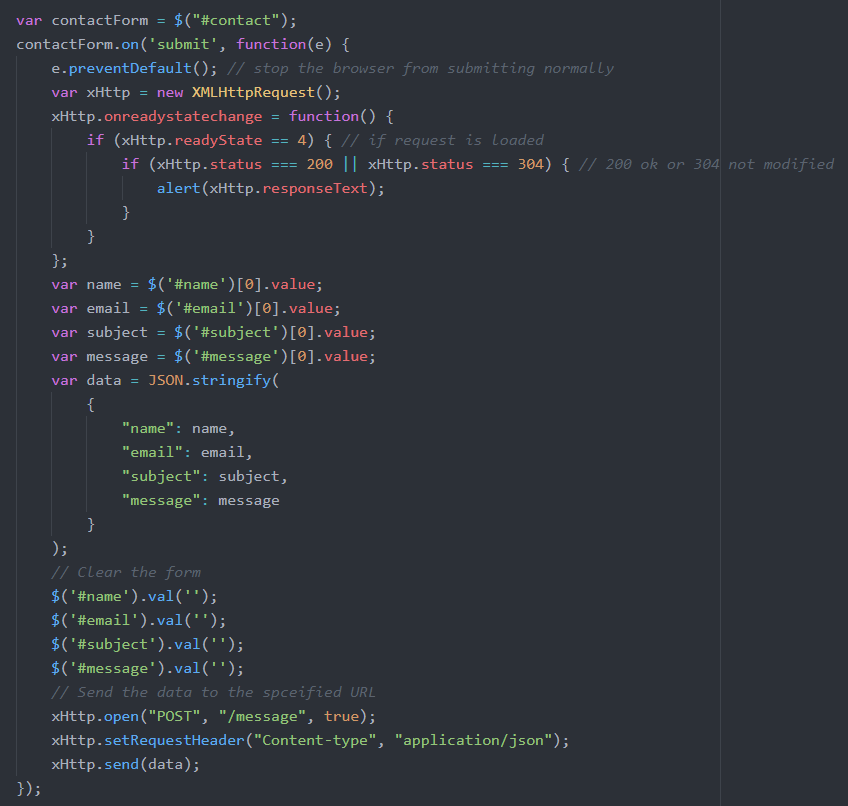 var contactForm = $("#contact");
contactForm.on('submit', function(e) {
    e.preventDefault(); // stop the browser from submitting normally
    var xHttp = new XMLHttpRequest();
    xHttp.onreadystatechange = function() {
        if (xHttp.readyState == 4) { // if request is loaded
            if (xHttp.status === 200 || xHttp.status === 304) { // 200 ok or 304 not modified
                alert(xHttp.responseText);
            }
        }
    };
    var name = $('#name')[0].value;
    var email = $('#email')[0].value;
    var subject = $('#subject')[0].value;
    var message = $('#message')[0].value;
    var data = JSON.stringify(
        {
            "name": name,
            "email": email,
            "subject": subject,
            "message": message
        }
    );
    // Clear the form
    $('#name').val('');
    $('#email').val('');
    $('#subject').val('');
    $('#message').val('');
    // Send the data to the spceified URL
    xHttp.open("POST", "/message", true);
    xHttp.setRequestHeader("Content-type", "application/json");
    xHttp.send(data);
});